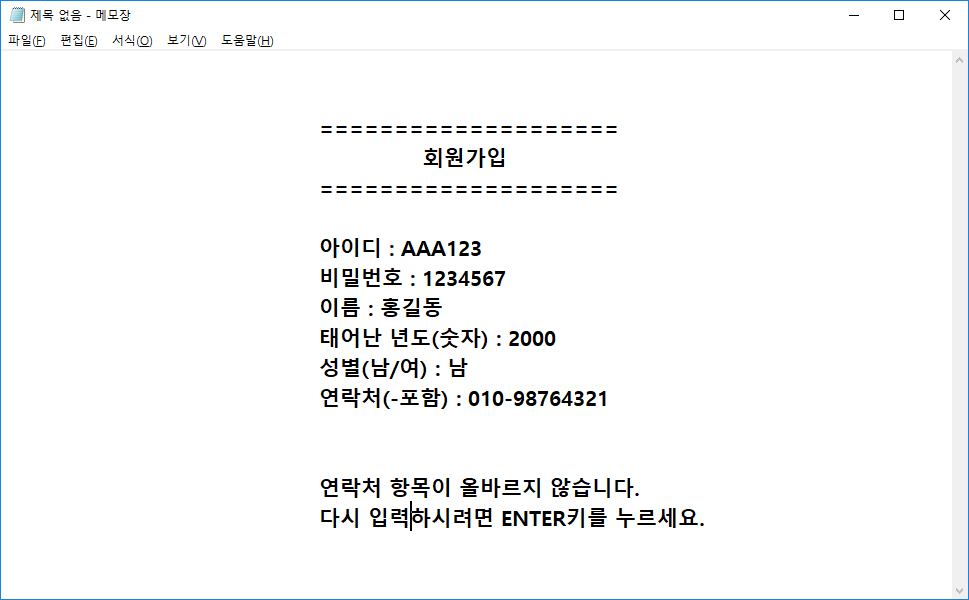 제목 없음 - 메모장
파일(F) 편집(E) 서식(O) 보기(V) 도움말(H)
====================
회원가입
====================
아이디 : AAA123
비밀번호 : 1234567
이름 : 홍길동
태어난 년도(숫자) : 2000
성별(남/여) : 남
연락처(-포함) : 010-98764321
연락처 항목이 올바르지 않습니다.
다시 입력하시려면 ENTER키를 누르세요.